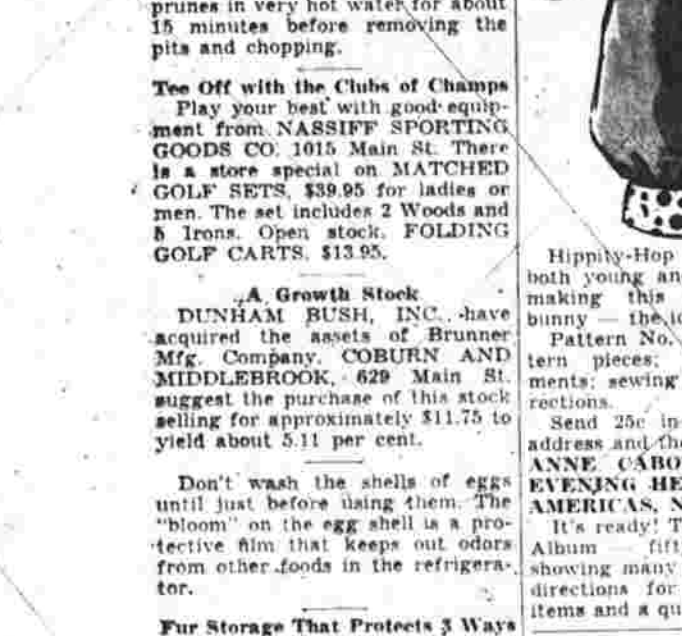 prunes in very hot water for about
15 minutes before removing the
pits and chopping.
Tee Off with the Clubs of Champs
Play your best with good equip-
ment from NASSIFF SPORTING
GOODS CO. 1015 Main St. There
is a store special on MATCHED
GOLF SETS, $39.95 for ladies or
men. The set includes 2 Woods and
5 Irons. Open stock. FOLDING
GOLF CARTS. $13.95.
A Growth Stock
DUNHAM BUSH, INC. have
acquired the assets of Brunner
Mfg. Company. COBURN AND
MIDDLEBROOK, 629 Main St.
suggest the purchase of this stock
selling for approximately $11.75 to
yield about 5.11 per cent.
Don't wash the shells of eggs
until just before using them. The
"bloom" on the egg shell is a pro-
tective film that keeps out odors
from other foods in the refrigera-
tor.
Fur Storage That Protects 3 Ways
Hippity-Hop
both young an
making this
bunny — the
Pattern No.
tern pieces;
ments; sewing
rections.
Send 25c in
address and the
ANNE CABO
EVENING HE
AMERICAS, N
It's ready! T
Album fift
showing many
directions for
items and a qu